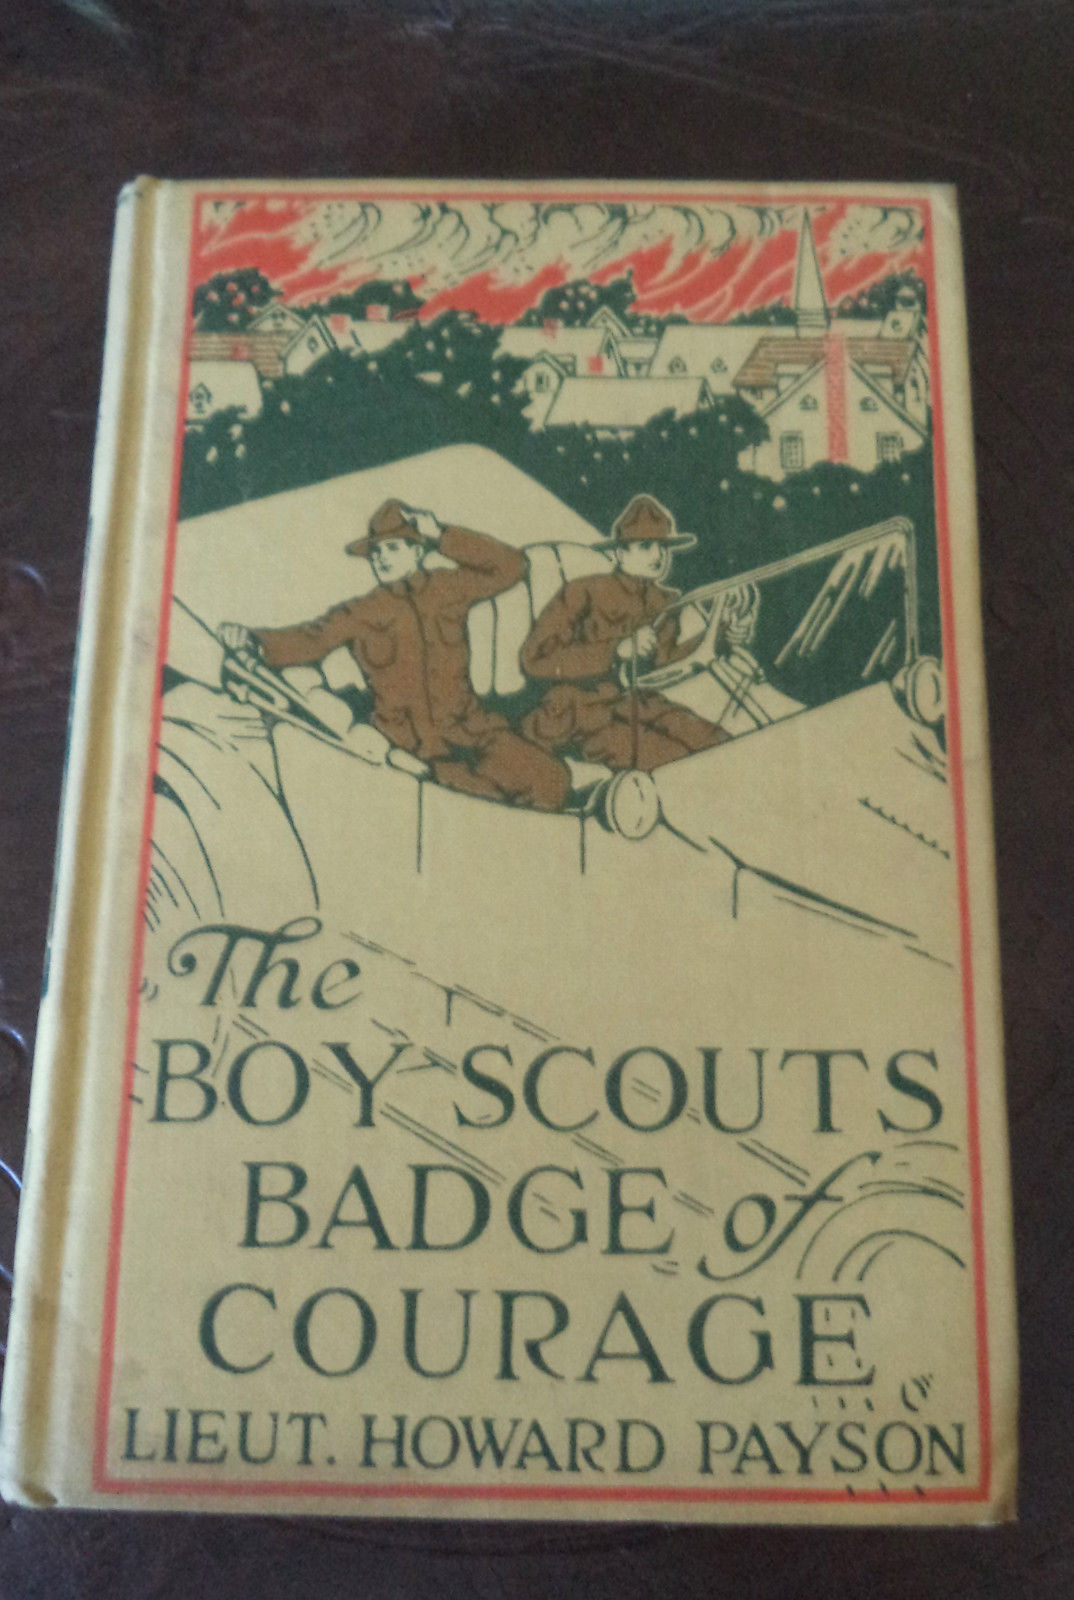 The
BOY SCOUTS
BADGE of
COURAGE
LIEUT. HOWARD PAYSON